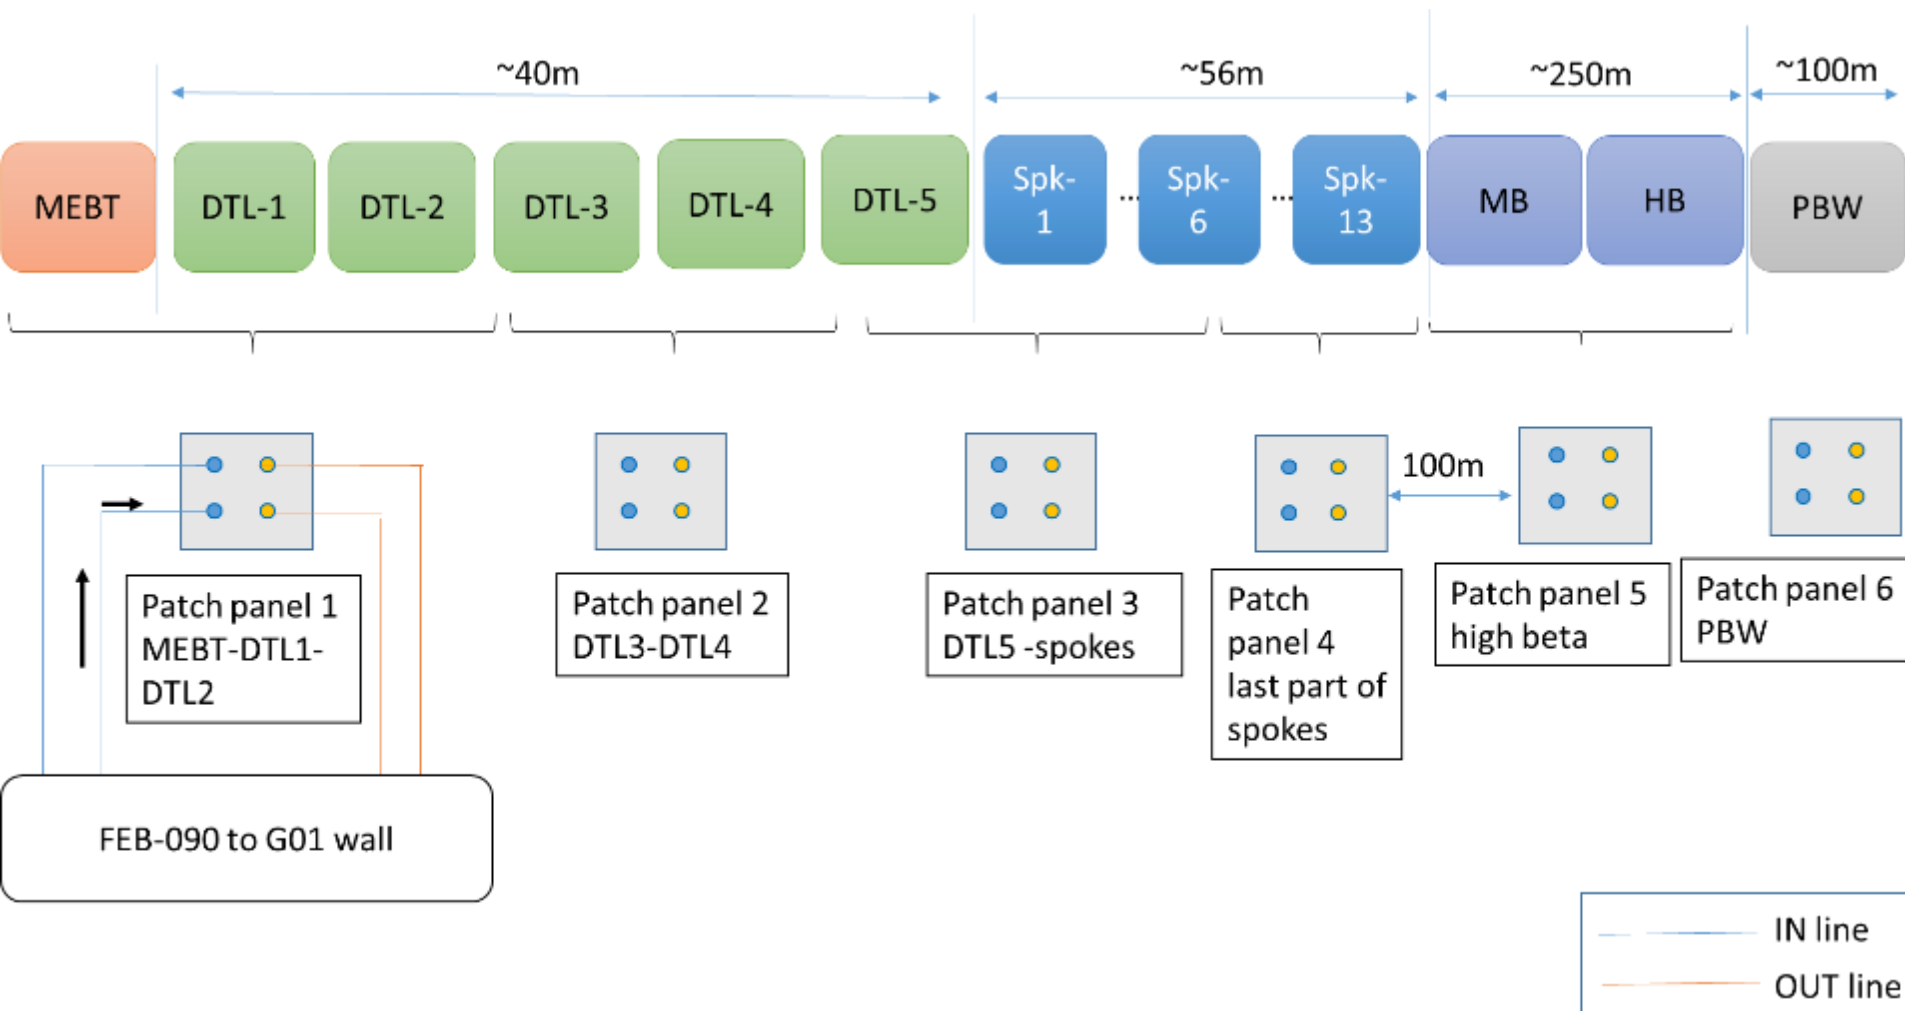 ~40m
~56m
~250m
~100m
MEBT
DTL-1
DTL-2
DTL-3
DTL-4
DTL-5
Spk-
1
...
Spk-
6
...
Spk-
13
MB
HB
PBW
100m
Patch panel 1
MEBT-DTL1-
DTL2
Patch panel 2
DTL3-DTL4
Patch panel 3
DTL5 -spokes
Patch
panel 4
last part of
spokes
Patch panel 5
high beta
Patch panel 6
PBW
FEB-090 to G01 wall
IN line
OUT line